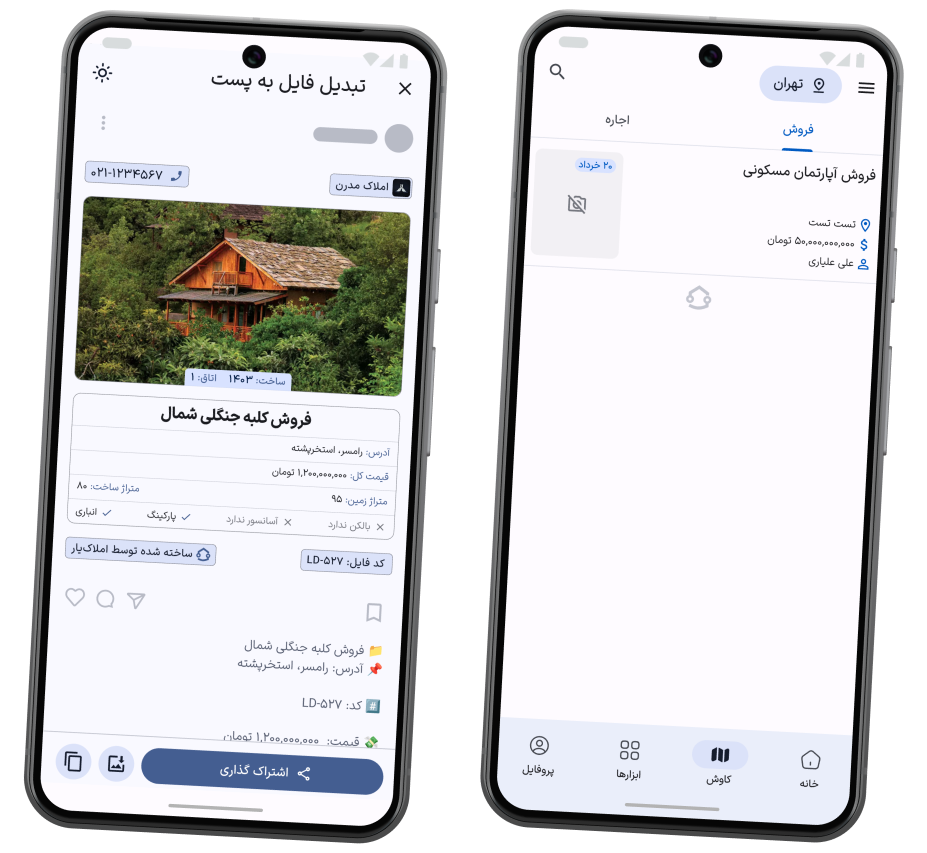 تبدیل فایل به پست
املاک مدرن
۰۲۱-۱۲۳۴۵۶۷
ساخت: ۱۴۰۳ اتاق: ۱
فروش کلبه جنگلی شمال
آدرس: رامسر، استخرپشته
قیمت کل: ۱,۲۰۰,۰۰۰,۰۰۰ تومان
متراژ زمین: ۹۵ متراژ ساخت: ۸۰
بالکن ندارد آسانسور ندارد پارکینگ انباری
کد فایل: LD-۵۲۷
ساخته شده توسط املاک‌یار
📁 فروش کلبه جنگلی شمال
📌 آدرس: رامسر، استخرپشته
#️⃣ کد: LD-۵۲۷
💸 قیمت: ۱,۲۰۰,۰۰۰,۰۰۰ تومان
اشتراک گذاری
تهران
فروش
اجاره
فروش آپارتمان مسکونی
۲۰ خرداد
تست تست
۵۰,۰۰۰,۰۰۰,۰۰۰ تومان
علی علیاری
خانه
کاوش
ابزارها
پروفایل